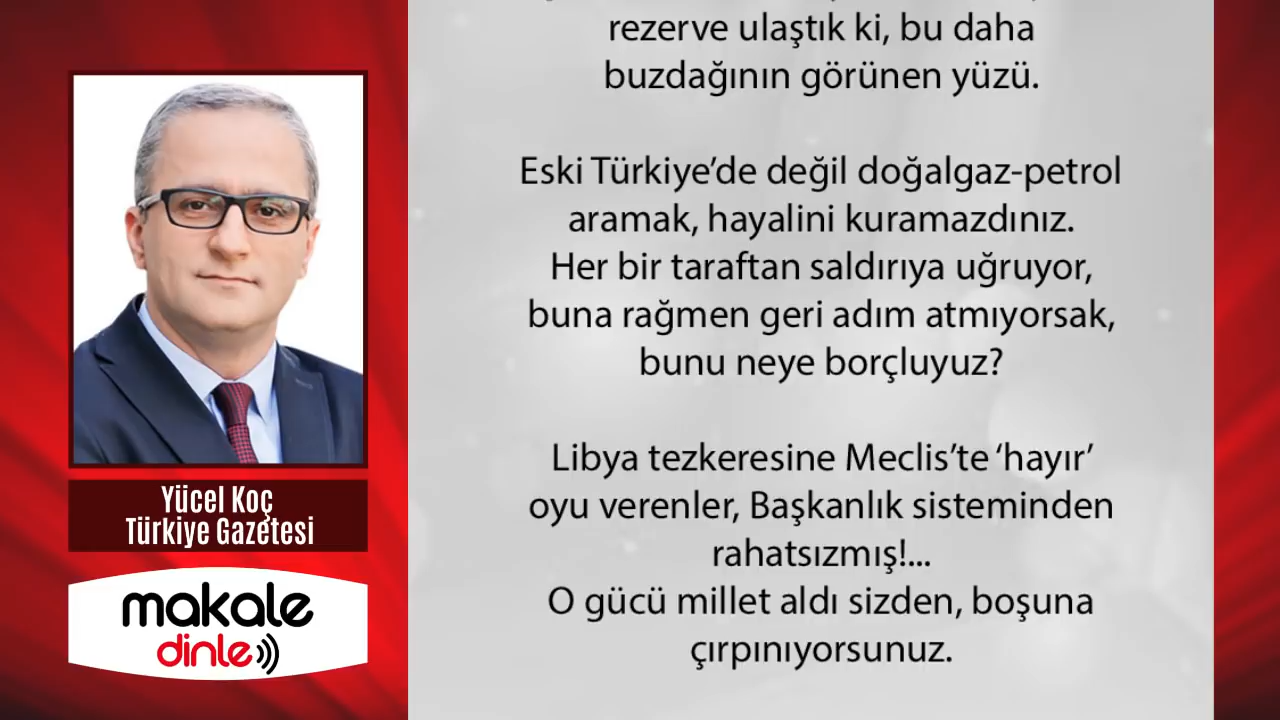 rezerve ulaştık ki, bu daha
buzdağının görünen yüzü.
Eski Türkiye’de değil doğalgaz-petrol
aramak, hayalini kuramazdınız.
Her bir taraftan saldırıya uğruyor,
buna rağmen geri adım atmıyorsak,
bunu neye borçluyuz?
Libya tezkeresine Meclis’te ‘hayır’
oyu verenler, Başkanlık sisteminden
rahatsızmış!...
O gücü millet aldı sizden, boşuna
çırpınıyorsunuz.
Yücel Koç
Türkiye Gazetesi
makale
dinle